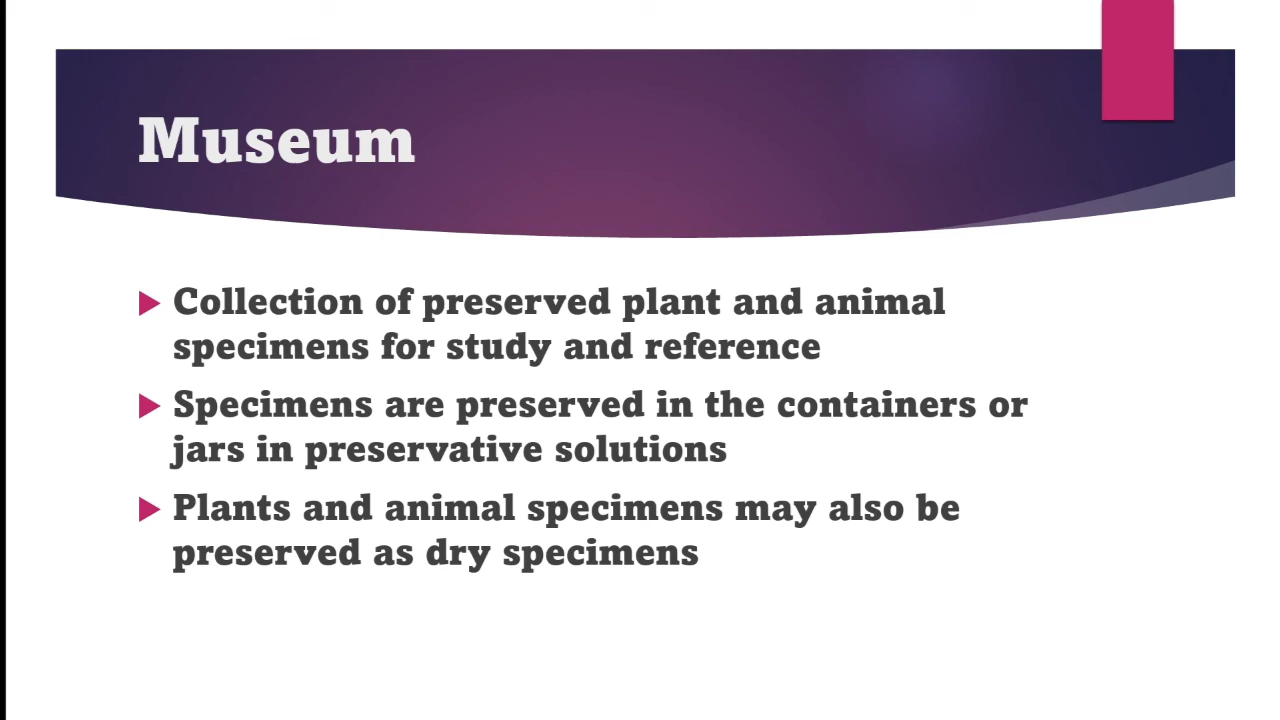 Museum
Collection of preserved plant and animal
specimens for study and reference
Specimens are preserved in the containers or
jars in preservative solutions
Plants and animal specimens may also be
preserved as dry specimens